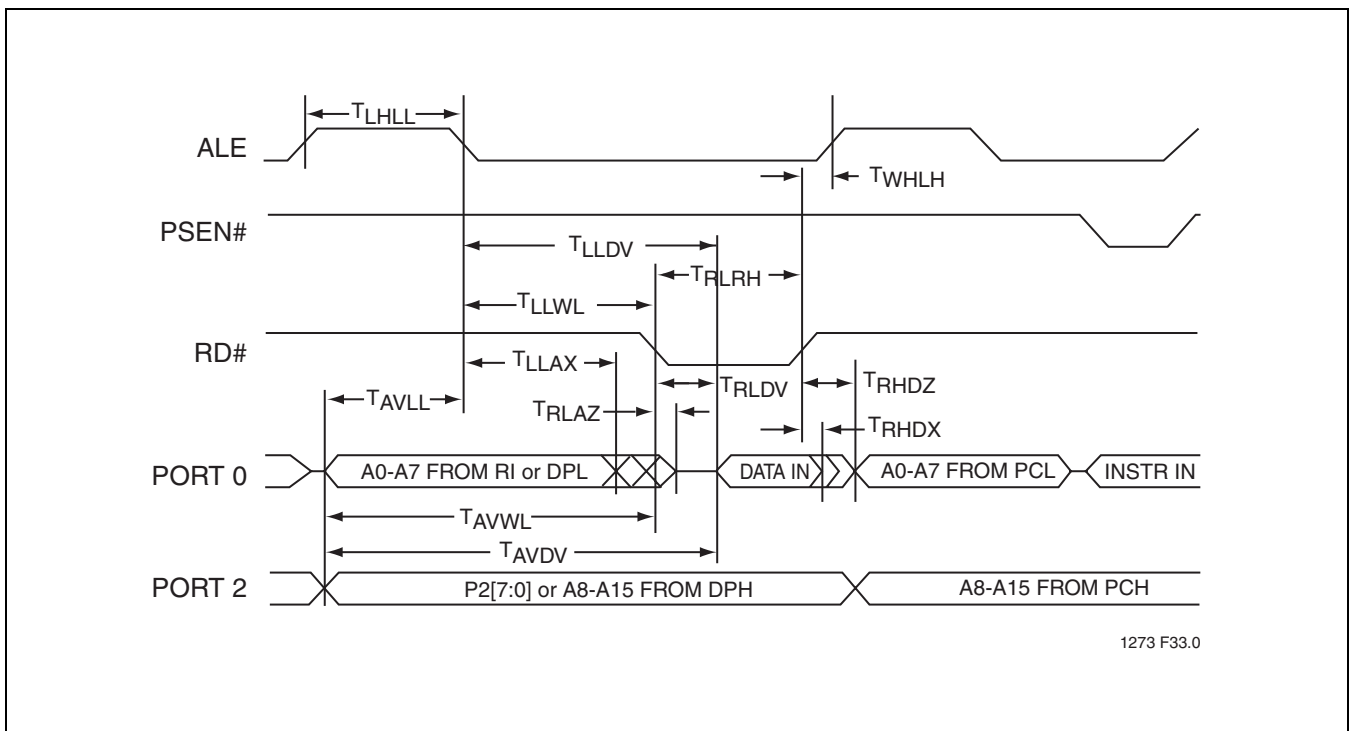 TLHLL
ALE
TWHLH
PSEN#
TLLDV
TRLRH
TLLWL
RD#
TLLAX
TRLDV
TRHDZ
TAVLL
TRLAZ
TRHDX
PORT 0
A0-A7 FROM RI or DPL
DATA IN
A0-A7 FROM PCL
INSTR IN
TAVWL
TAVDV
PORT 2
P2[7:0] or A8-A15 FROM DPH
A8-A15 FROM PCH
1273 F33.0